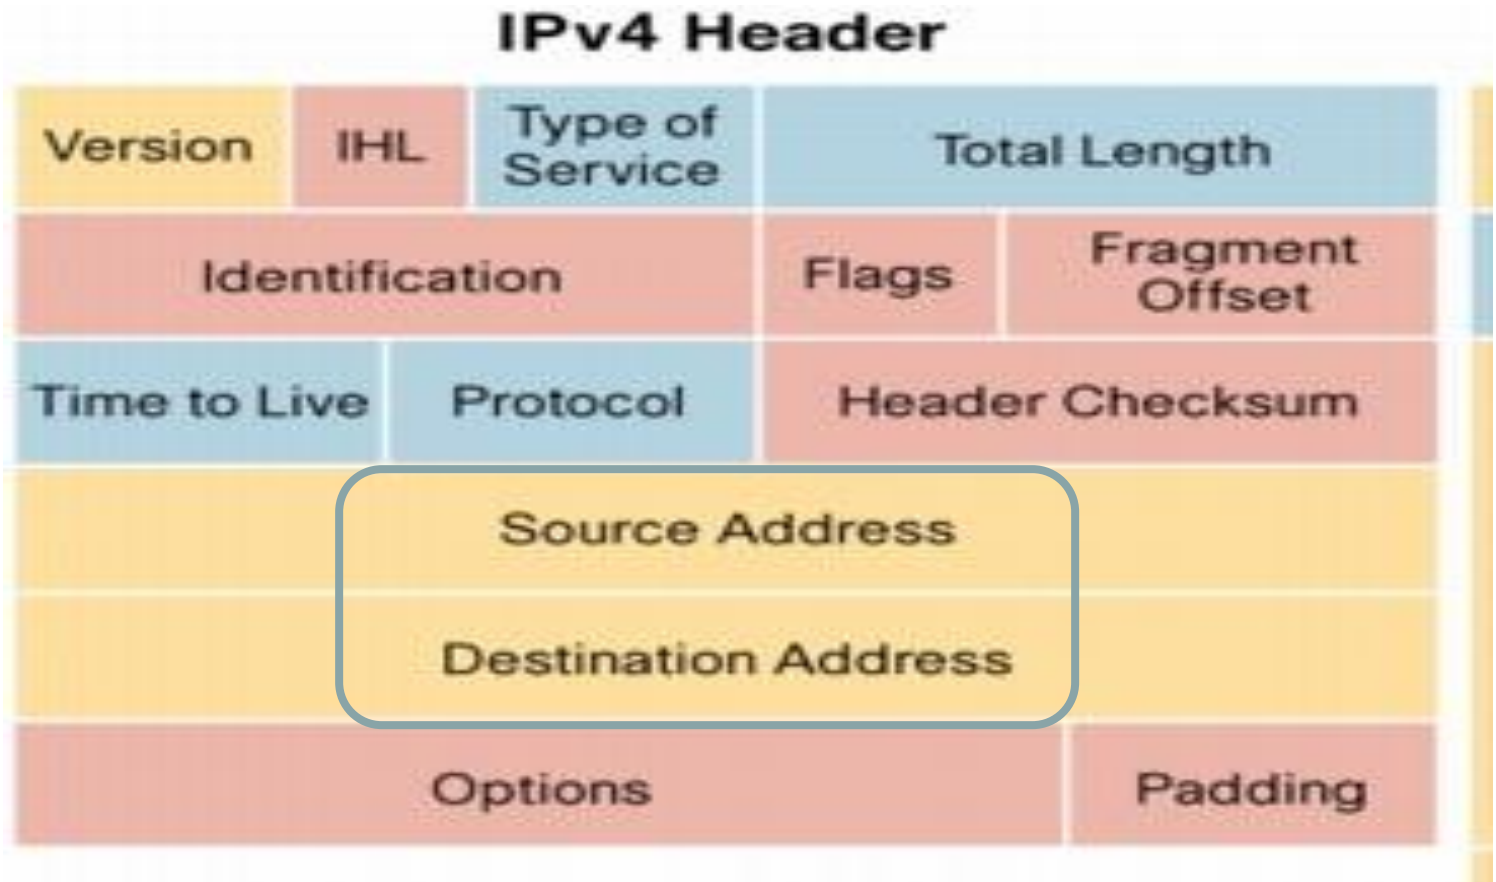 IPv4 Header
Version
IHL
Type of
Service
Total Length
Identification
Flags
Fragment
Offset
Time to Live
Protocol
Header Checksum
Source Address
Destination Address
Options
Padding